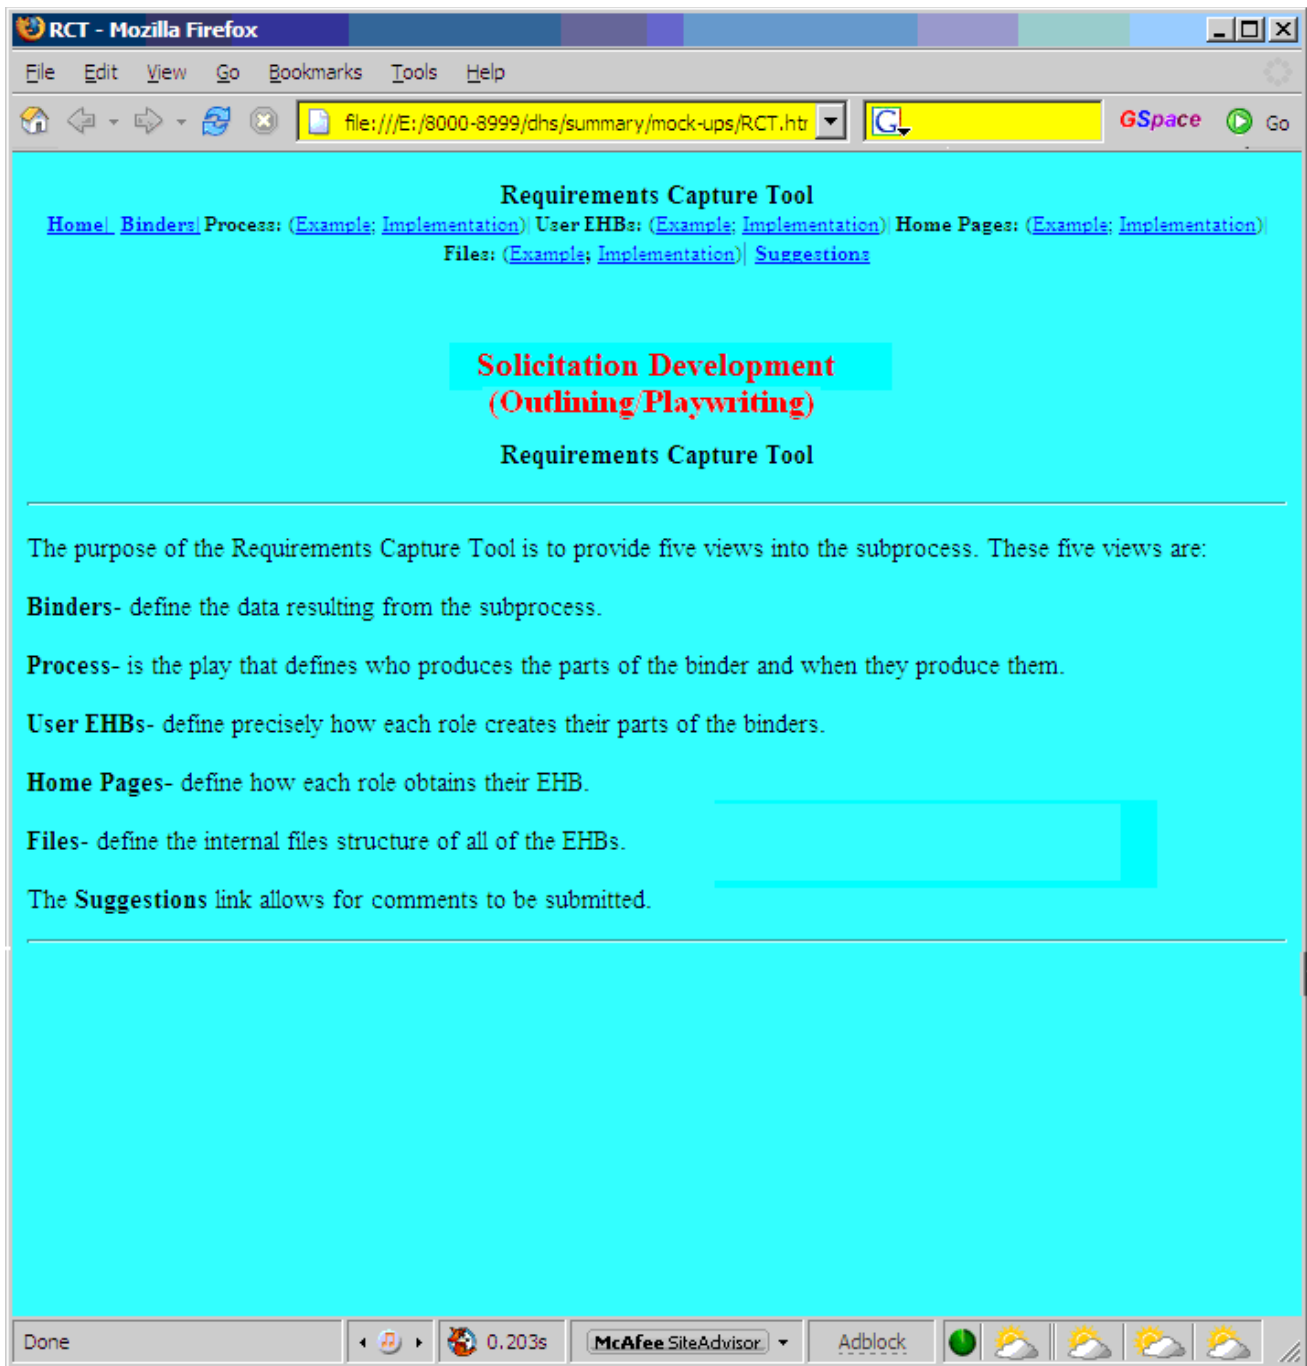 RCT - Mozilla Firefox
File Edit View Go Bookmarks Tools Help
file:///E:/8000-8999/dhs/summary/mock-ups/RCT.htr G GSpace Go
Requirements Capture Tool
Home| Binders| Process: (Example; Implementation)| User EHBs: (Example; Implementation)| Home Pages: (Example; Implementation)|
Files: (Example; Implementation)| Suggestions
Solicitation Development
(Outlining/Playwriting)
Requirements Capture Tool
The purpose of the Requirements Capture Tool is to provide five views into the subprocess. These five views are:
Binders- define the data resulting from the subprocess.
Process- is the play that defines who produces the parts of the binder and when they produce them.
User EHBs- define precisely how each role creates their parts of the binders.
Home Pages- define how each role obtains their EHB.
Files- define the internal files structure of all of the EHBs.
The Suggestions link allows for comments to be submitted.
Done 0.203s McAfee SiteAdvisor Adblock